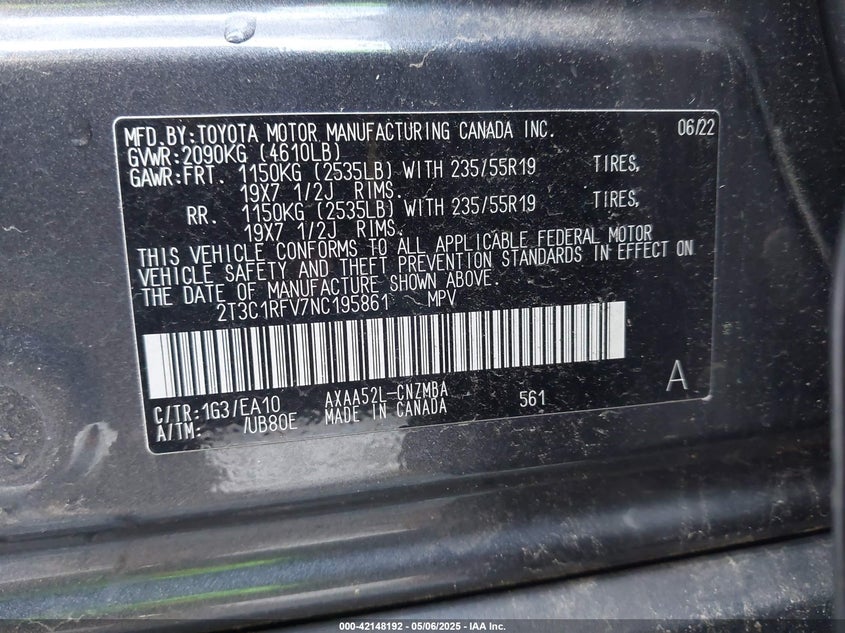 MFD.BY:TOYOTA MOTOR MANUFACTURING CANADA INC. 06/22
GVWR:2090KG (4610LB)
GAWR:FRT. 1150KG (2535LB) WITH 235/55R19 TIRES,
19X7 1/2J RIMS.
RR. 1150KG (2535LB) WITH 235/55R19 TIRES,
19X7 1/2J RIMS.
THIS VEHICLE CONFORMS TO ALL APPLICABLE FEDERAL MOTOR
VEHICLE SAFETY AND THEFT PREVENTION STANDARDS IN EFFECT ON
THE DATE OF MANUFACTURE SHOWN ABOVE.
2T3C1RFV7NC195861 MPV
A
C/TR:1G3/EA10 AXAA52L-CNZMBA 561
A/TM: /UB80E MADE IN CANADA
000-42148192 - 05/06/2025 - IAA Inc.